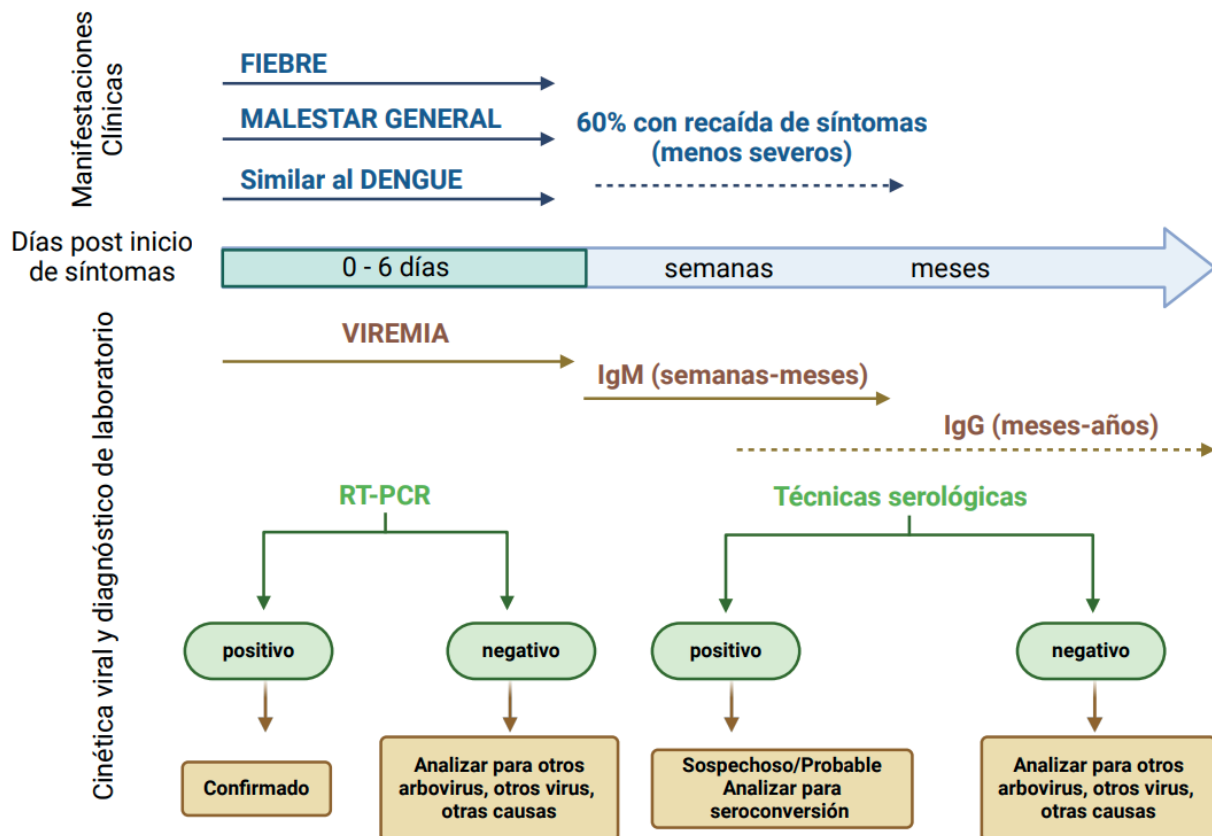 Manifestaciones
Clínicas
FIEBRE
MALESTAR GENERAL
Similar al DENGUE
60% con recaída de síntomas
(menos severos)
Días post inicio
de síntomas
0 - 6 días
semanas
meses
Cinética viral y diagnóstico de laboratorio
VIREMIA
IgM (semanas-meses)
IgG (meses-años)
RT-PCR
Técnicas serológicas
positivo
negativo
positivo
negativo
Confirmado
Analizar para otros
arbovirus, otros virus,
otras causas
Sospechoso/Probable
Analizar para
seroconversión
Analizar para otros
arbovirus, otros virus,
otras causas